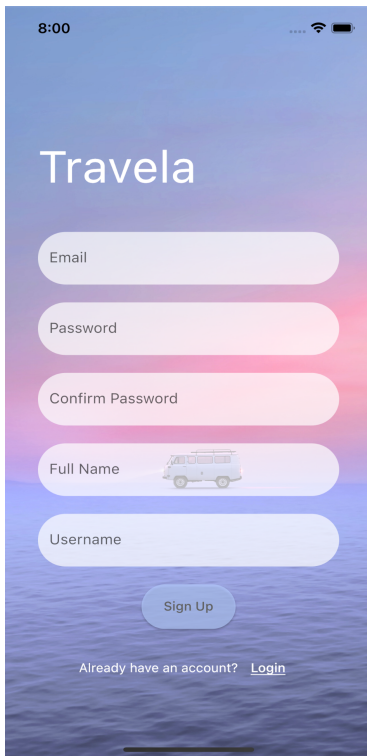 8:00
Travela
Email
Password
Confirm Password
Full Name
Username
Sign Up
Already have an account? Login